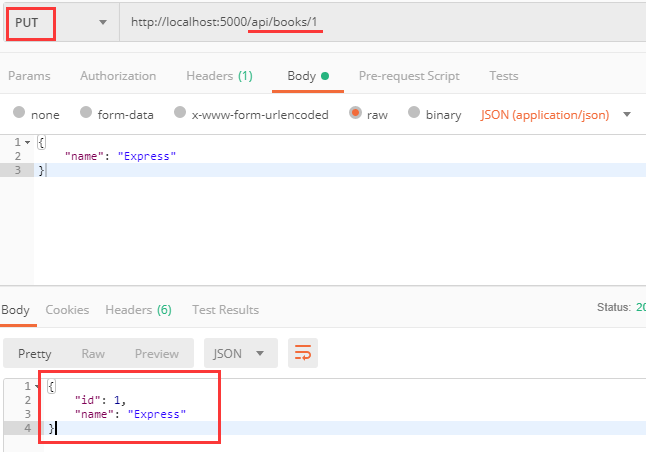 PUT http://localhost:5000/api/books/1
Params Authorization Headers (1) Body Pre-request Script Tests
none form-data x-www-form-urlencoded raw binary JSON (application/json)
1 {
2 "name": "Express"
3 }
Body Cookies Headers (6) Test Results Status: 20
Pretty Raw Preview JSON
1 {
2 "id": 1,
3 "name": "Express"
4 }